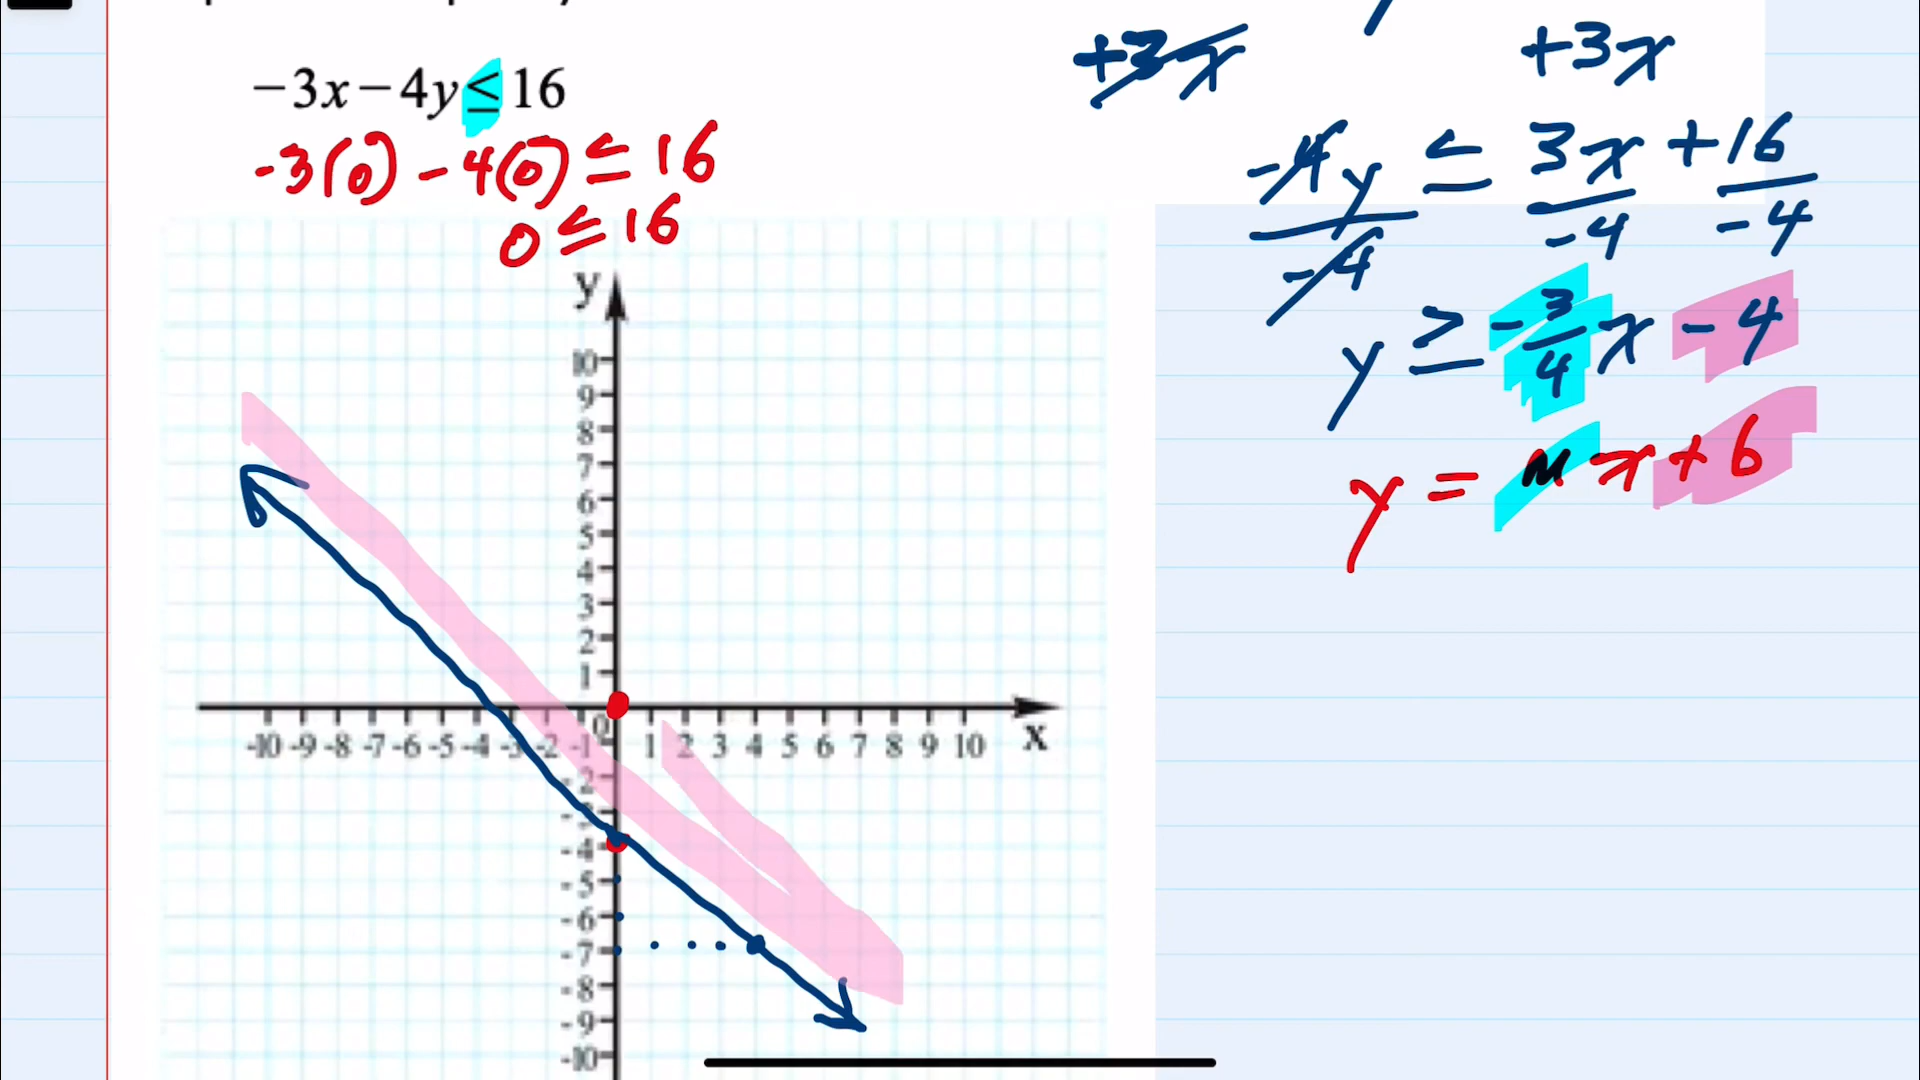 −3x − 4y ≤ 16
-3(0) - 4(0) ≤ 16
0 ≤ 16
+3x +3x
-4y ≤ 3x + 16
-4 -4 -4
y ≥ -3/4 x - 4
y = mx + 6
y
10
9
8
7
6
5
4
3
2
1
-10 -9 -8 -7 -6 -5 -4 -3 -2 -1 0 1 2 3 4 5 6 7 8 9 10 x
-2
-4
-5
-6
-7
-8
-9
-10